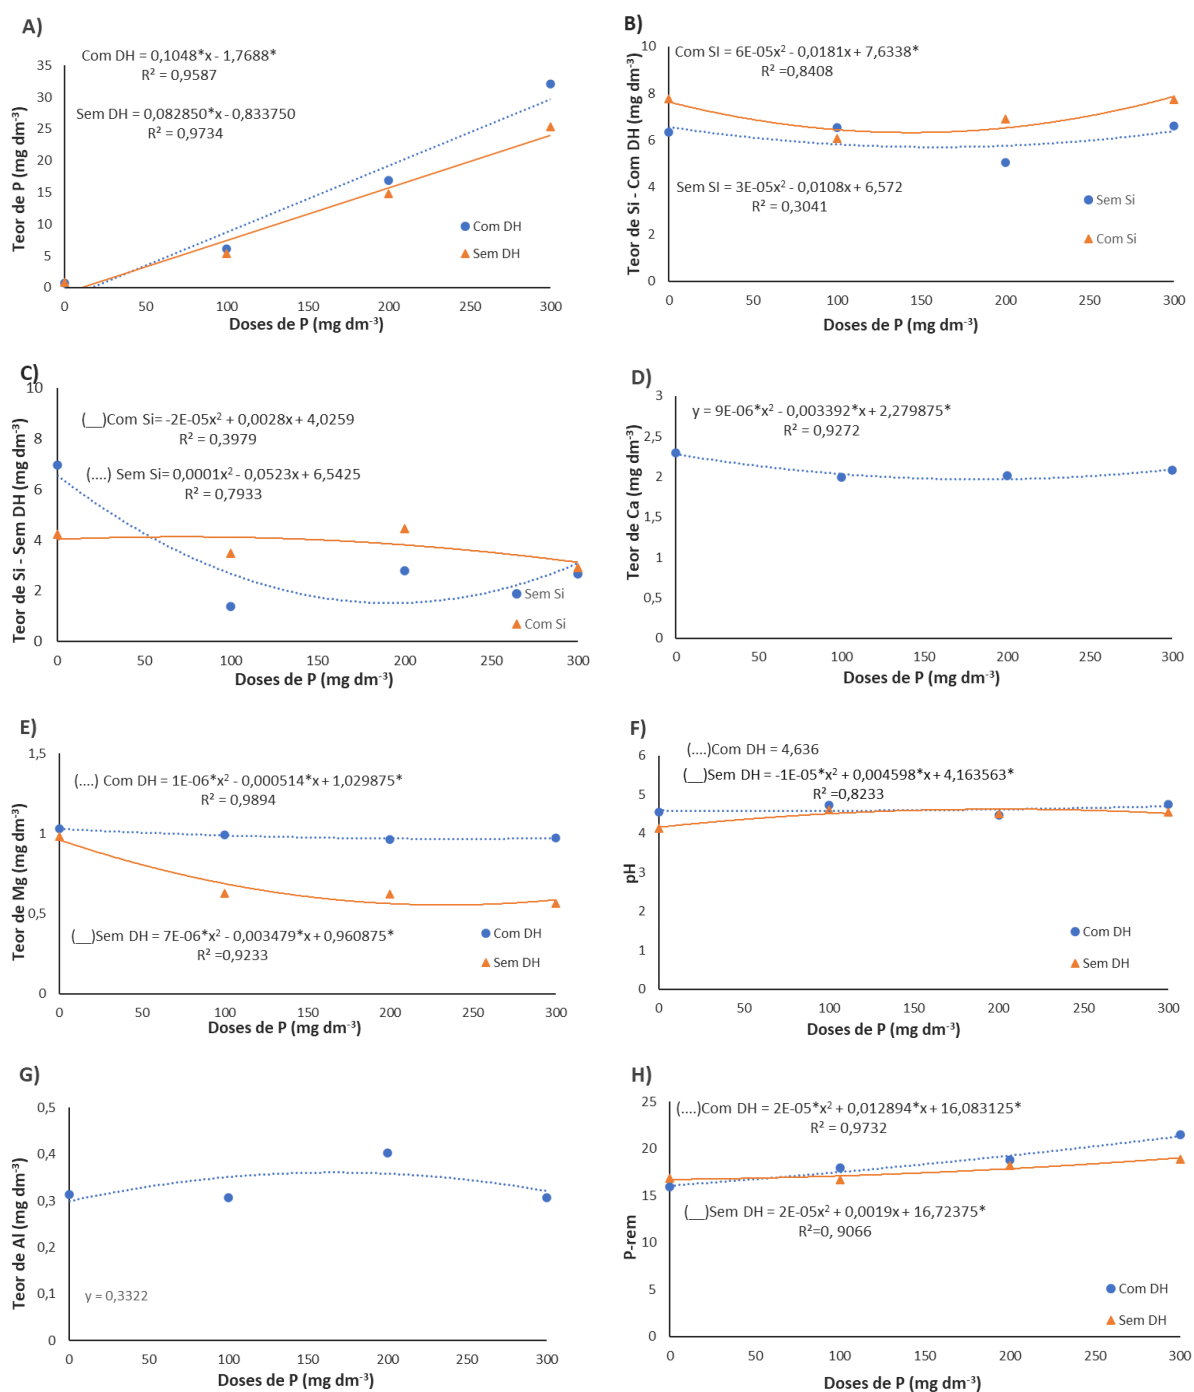 A)
Com DH = 0,1048*x - 1,7688*
R² = 0,9587
Sem DH = 0,082850*x - 0,833750
R² = 0,9734
Teor de P (mg dm⁻³)
35
30
25
20
15
10
5
0
Com DH
Sem DH
0 50 100 150 200 250 300
Doses de P (mg dm⁻³)
B)
Com SI = 6E-05x² - 0,0181x + 7,6338*
R² =0,8408
Sem SI = 3E-05x² - 0,0108x + 6,572
R² = 0,3041
Teor de Si - Com DH (mg dm⁻³)
10
8
6
4
2
0
Sem Si
Com Si
0 50 100 150 200 250 300
Doses de P (mg dm⁻³)
C)
(__)Com Si= -2E-05x² + 0,0028x + 4,0259
R² = 0,3979
(....) Sem Si= 0,0001x² - 0,0523x + 6,5425
R² = 0,7933
Teor de Si - Sem DH (mg dm⁻³)
10
8
6
4
2
0
Sem Si
Com Si
0 50 100 150 200 250 300
Doses de P (mg dm⁻³)
D)
y = 9E-06*x² - 0,003392*x + 2,279875*
R² = 0,9272
Teor de Ca (mg dm⁻³)
3
2,5
2
1,5
1
0,5
0
0 50 100 150 200 250 300
Doses de P (mg dm⁻³)
E)
(....) Com DH = 1E-06*x² - 0,000514*x + 1,029875*
R² = 0,9894
(__)Sem DH = 7E-06*x² - 0,003479*x + 0,960875*
R² =0,9233
Teor de Mg (mg dm⁻³)
1,5
1
0,5
0
Com DH
Sem DH
0 50 100 150 200 250 300
Doses de P (mg dm⁻³)
F)
(....)Com DH = 4,636
(__)Sem DH = -1E-05*x² + 0,004598*x + 4,163563*
R² =0,8233
pH
6
5
4
3
2
1
0
Com DH
Sem DH
0 50 100 150 200 250 300
Doses de P (mg dm⁻³)
G)
Teor de Al (mg dm⁻³)
0,5
0,4
0,3
0,2
0,1
0
y = 0,3322
0 50 100 150 200 250 300
Doses de P (mg dm⁻³)
H)
(....)Com DH = 2E-05*x² + 0,012894*x + 16,083125*
R² = 0,9732
(__)Sem DH = 2E-05x² + 0,0019x + 16,72375*
R²=0, 9066
P-rem
25
20
15
10
5
0
Com DH
Sem DH
0 50 100 150 200 250 300
Doses de P (mg dm⁻³)